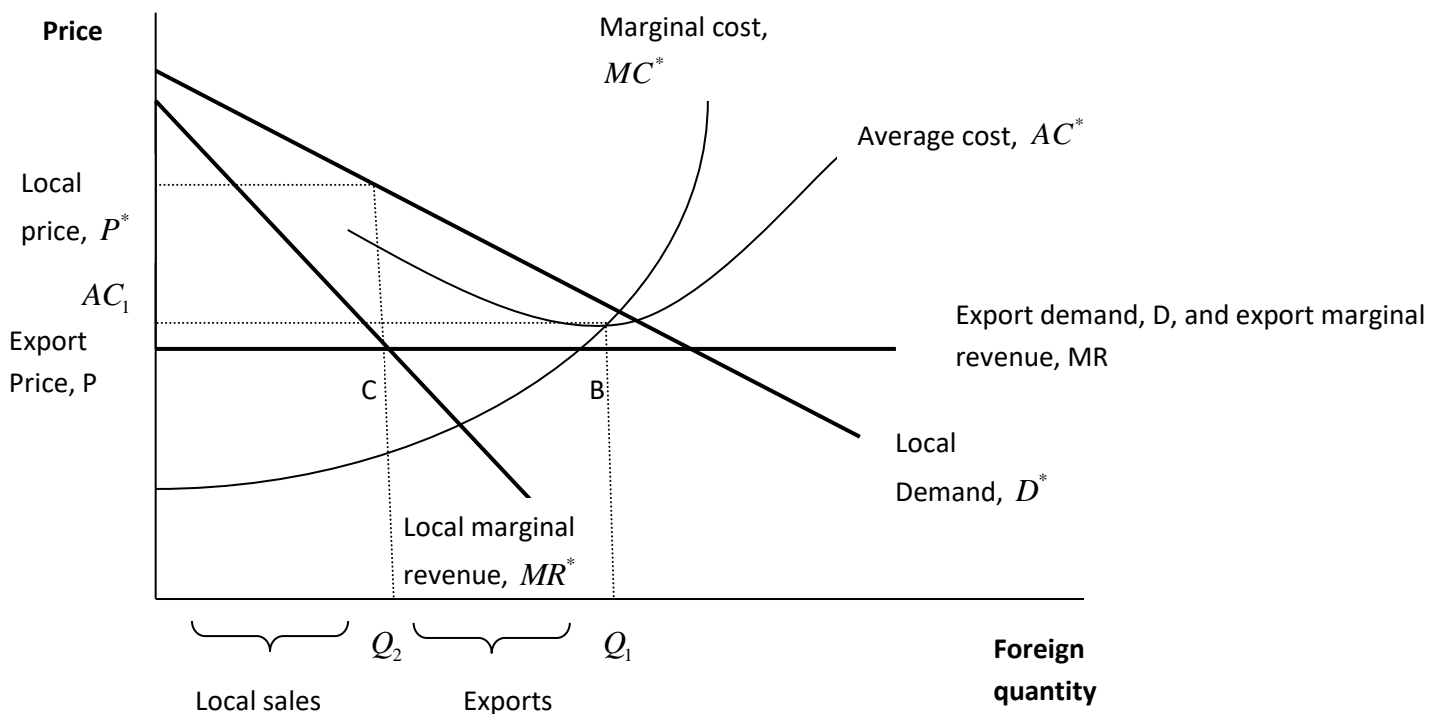 Price
Marginal cost,
MC*
Average cost, AC*
Local
price, P*
AC₁
Export
Price, P
Export demand, D, and export marginal
revenue, MR
C
B
Local
Demand, D*
Local marginal
revenue, MR*
Q₂
Q₁
Foreign
quantity
Local sales
Exports